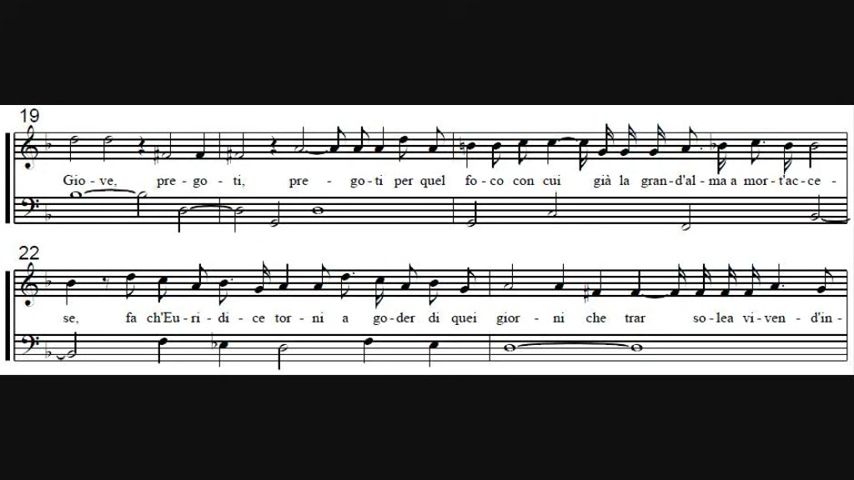 19
Gio - ve, pre - go - ti, pre - go - ti per quel fo - co con cui già la gran - d'al - ma a mor - t'ac - ce -
22
se, fa ch'Eu - ri - di - ce tor - ni a go - der di quei gior - ni che trar so - lea vi - ven - d'in -